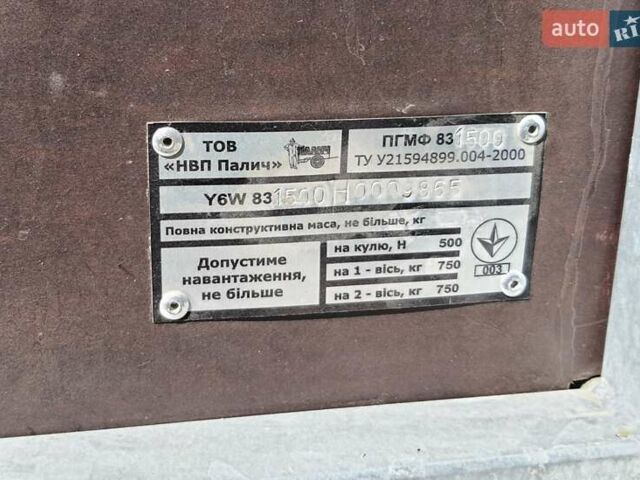 auto RIA
ТОВ
«НВП Палич»
ПАЛИЧ
ПГМФ 831500
ТУ У21594899.004-2000
Y6W 831500H0009865
Повна конструктивна маса, не більше, кг
Допустиме
навантаження,
не більше
на кулю, Н 500
на 1 - вісь, кг 750
на 2 - вісь, кг 750
003